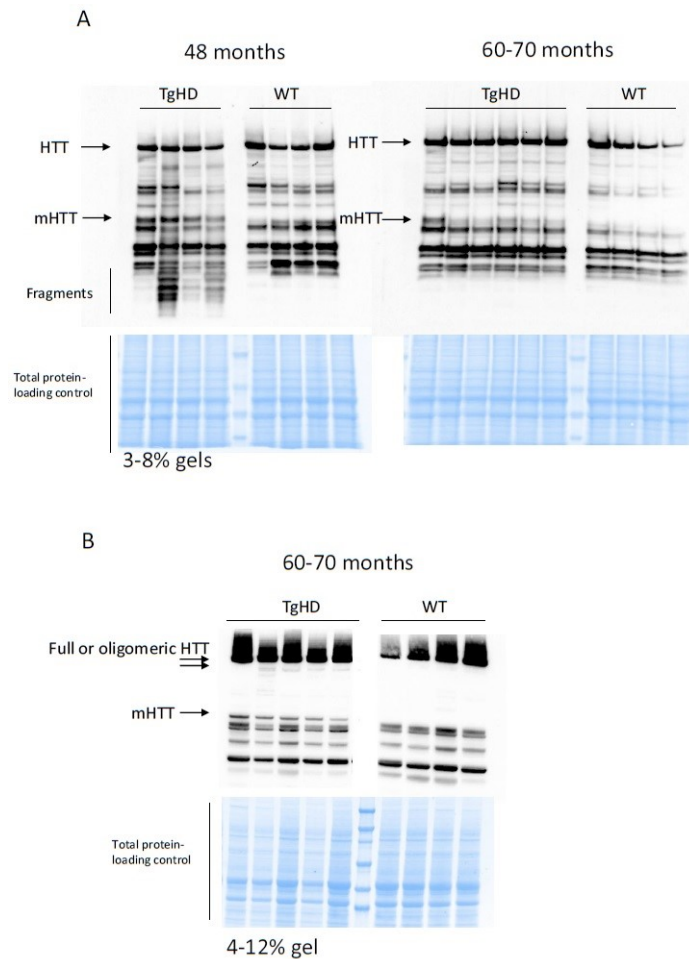 A
48 months
60-70 months
TgHD
WT
TgHD
WT
HTT
HTT
mHTT
mHTT
Fragments
Total protein-
loading control
3-8% gels
B
60-70 months
TgHD
WT
Full or oligomeric HTT
mHTT
Total protein-
loading control
4-12% gel